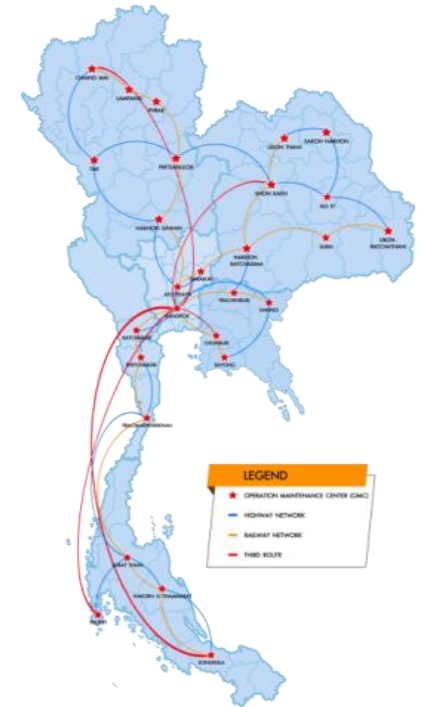 CHIANG MAI
LAMPANG
PHRAE
UDON THANI
SAKON NAKHON
TAK
PHITSANULOK
KHON KAEN
ROI ET
NAKHON SAWAN
UBON
RATCHATHANI
SURIN
NAKHON
RATCHASIMA
SARABURI
AYUTTHAYA
PRACHINBURI
BANGKOK
RATCHABURI
CHONBURI
PHETCHABURI
RAYONG
SURAT THANI
NAKORN SI THAMMARAT
PHUKET
SONGKHLA
LEGEND
OPERATION MAINTENANCE CENTER (OMC)
HIGHWAY NETWORK
RAILWAY NETWORK
THIRD ROUTE